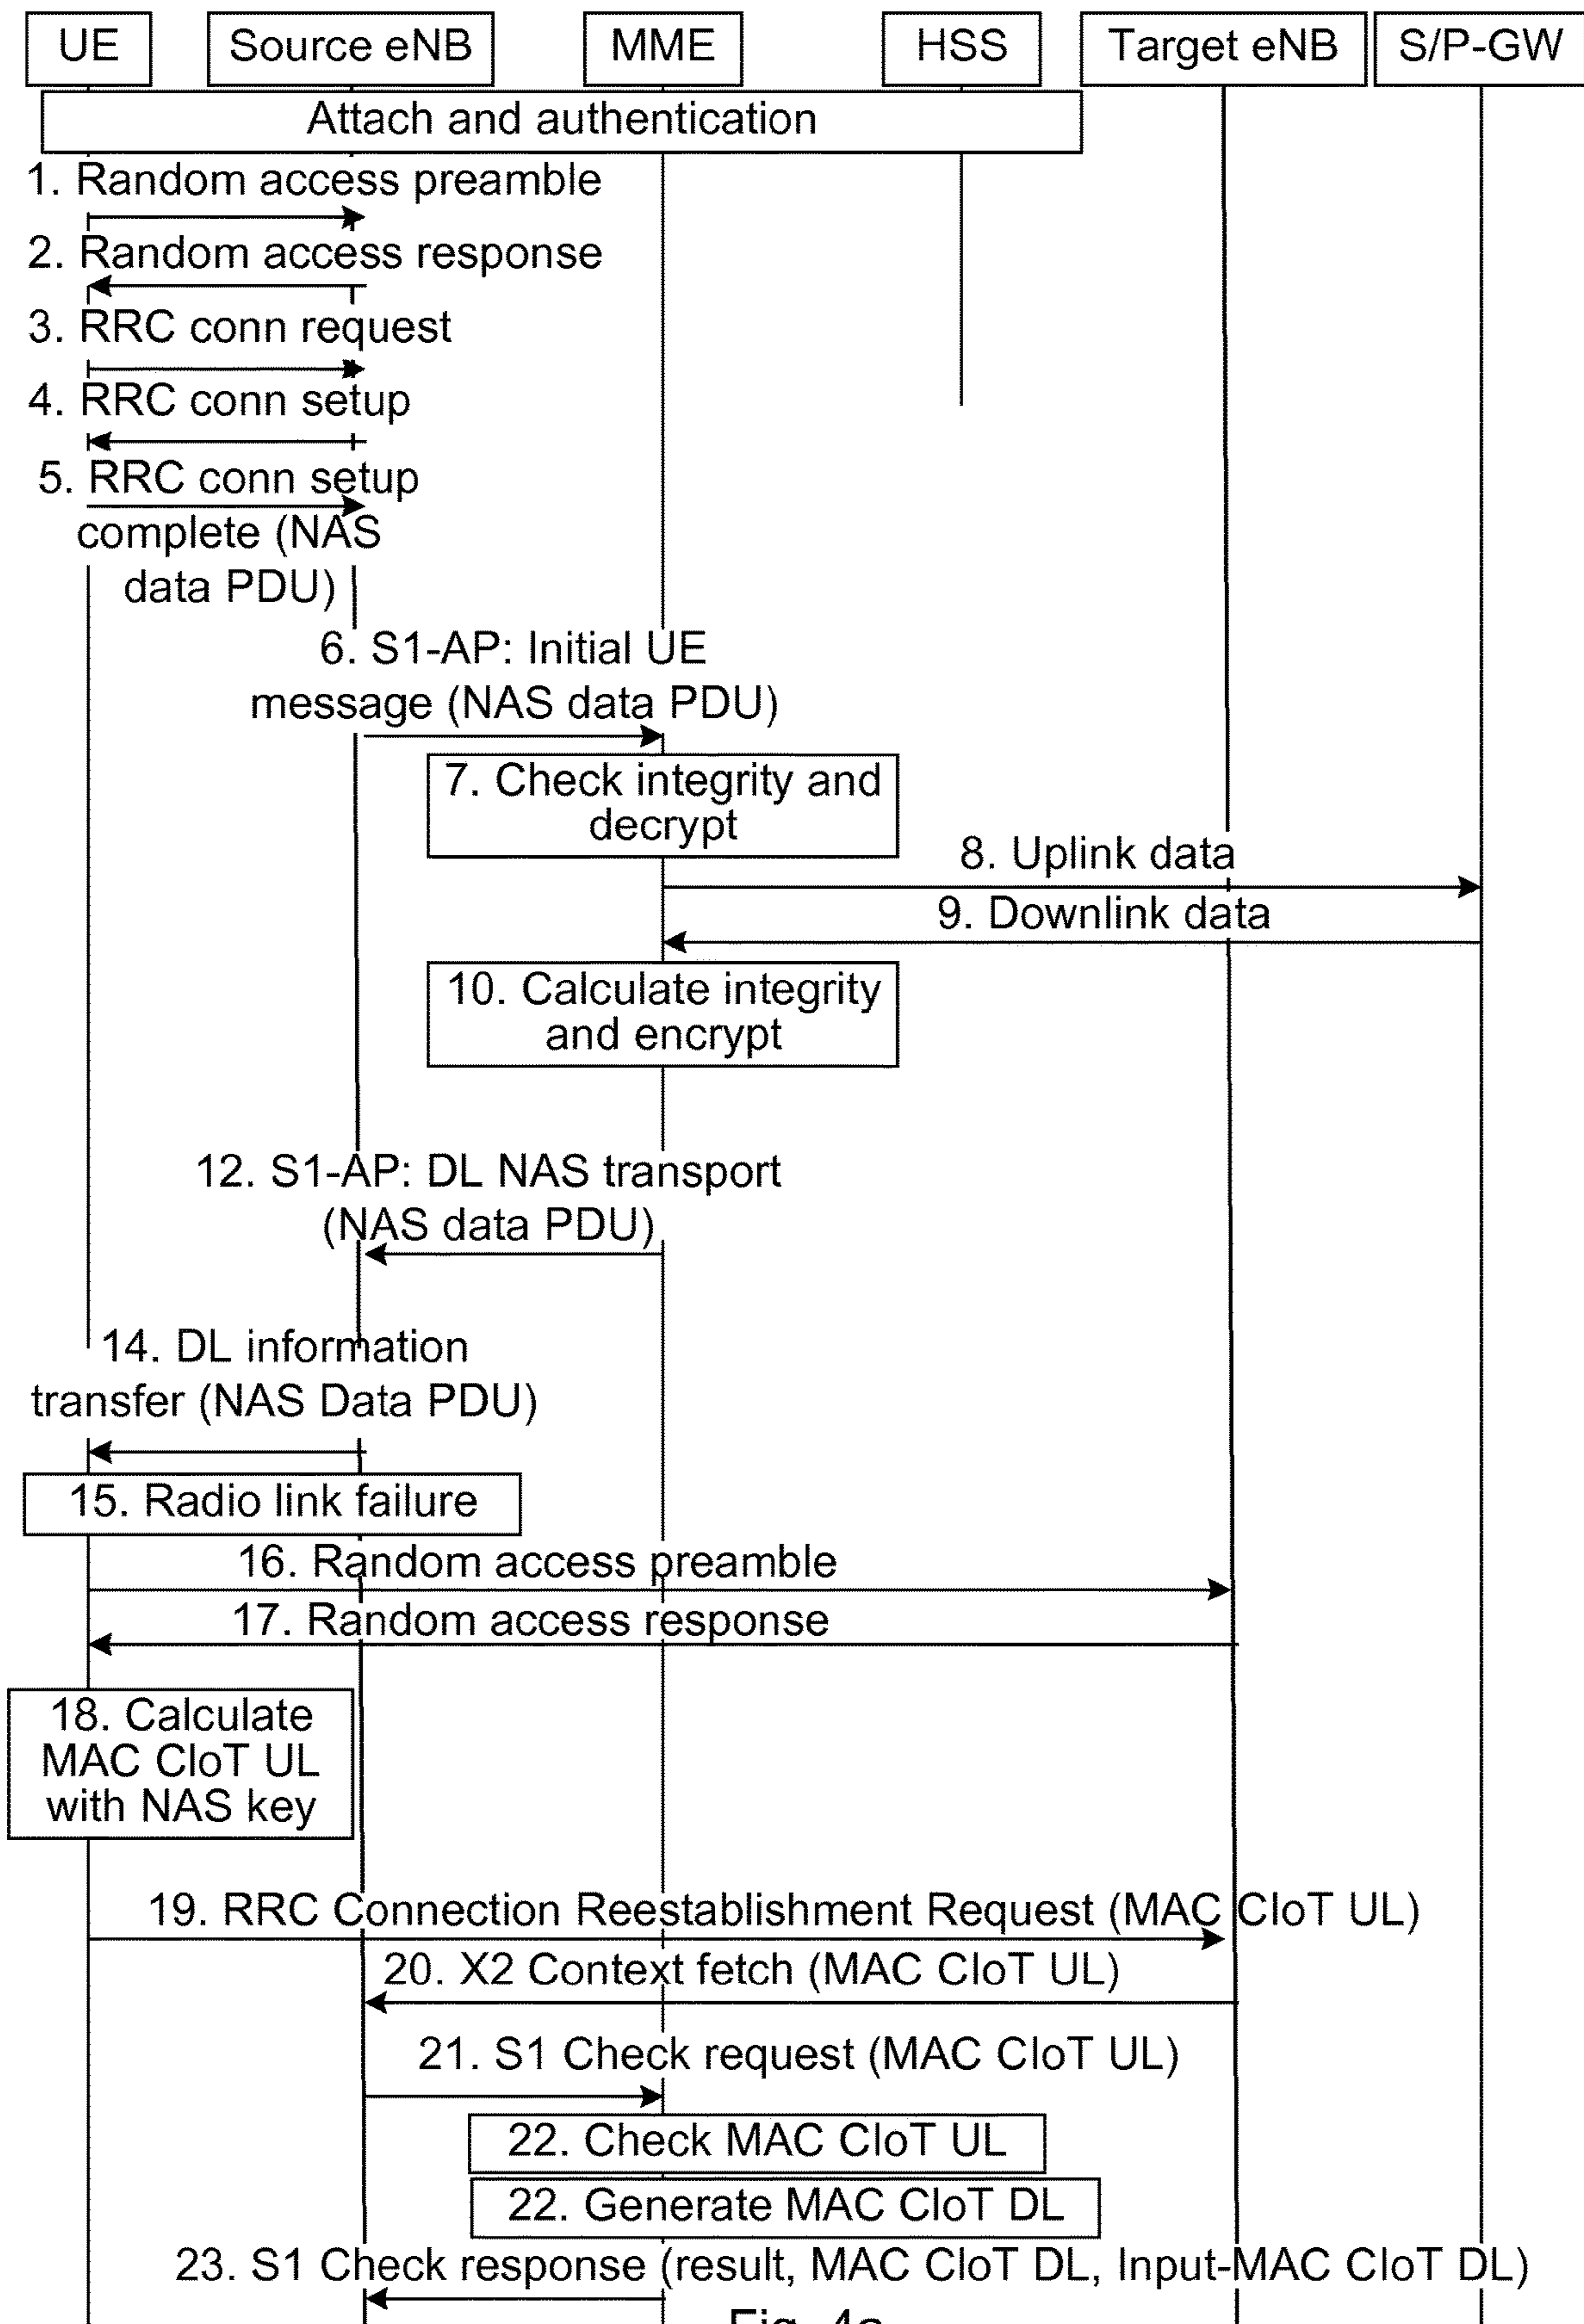 UE
Source eNB
MME
HSS
Target eNB
S/P-GW
Attach and authentication
1. Random access preamble
2. Random access response
3. RRC conn request
4. RRC conn setup
5. RRC conn setup
complete (NAS
data PDU)
6. S1-AP: Initial UE
message (NAS data PDU)
7. Check integrity and
decrypt
8. Uplink data
9. Downlink data
10. Calculate integrity
and encrypt
12. S1-AP: DL NAS transport
(NAS data PDU)
14. DL information
transfer (NAS Data PDU)
15. Radio link failure
16. Random access preamble
17. Random access response
18. Calculate
MAC CIoT UL
with NAS key
19. RRC Connection Reestablishment Request (MAC CIoT UL)
20. X2 Context fetch (MAC CIoT UL)
21. S1 Check request (MAC CIoT UL)
22. Check MAC CIoT UL
22. Generate MAC CIoT DL
23. S1 Check response (result, MAC CIoT DL, Input-MAC CIoT DL)
Fig. 4a